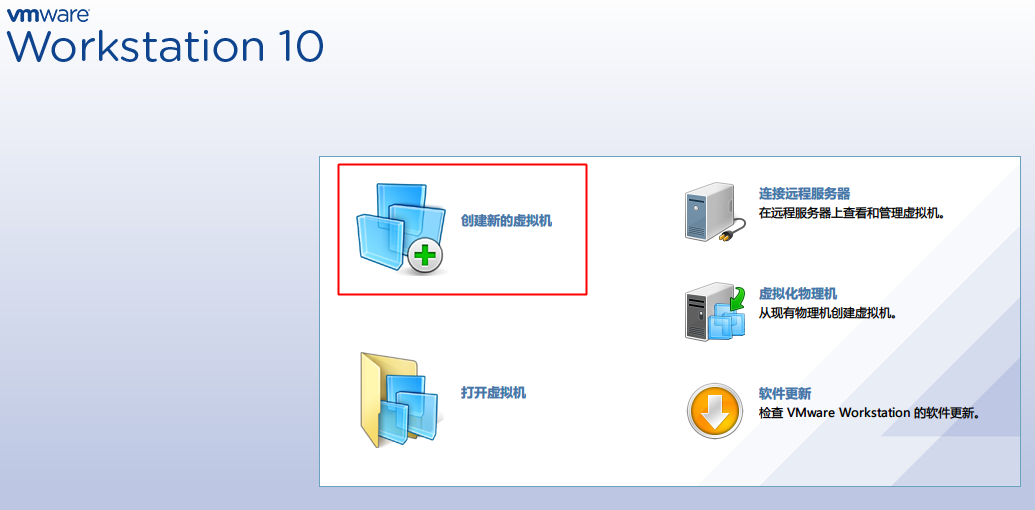 vmware
Workstation 10
创建新的虚拟机
打开虚拟机
连接远程服务器
在远程服务器上查看和管理虚拟机。
虚拟化物理机
从现有物理机创建虚拟机。
软件更新
检查 VMware Workstation 的软件更新。